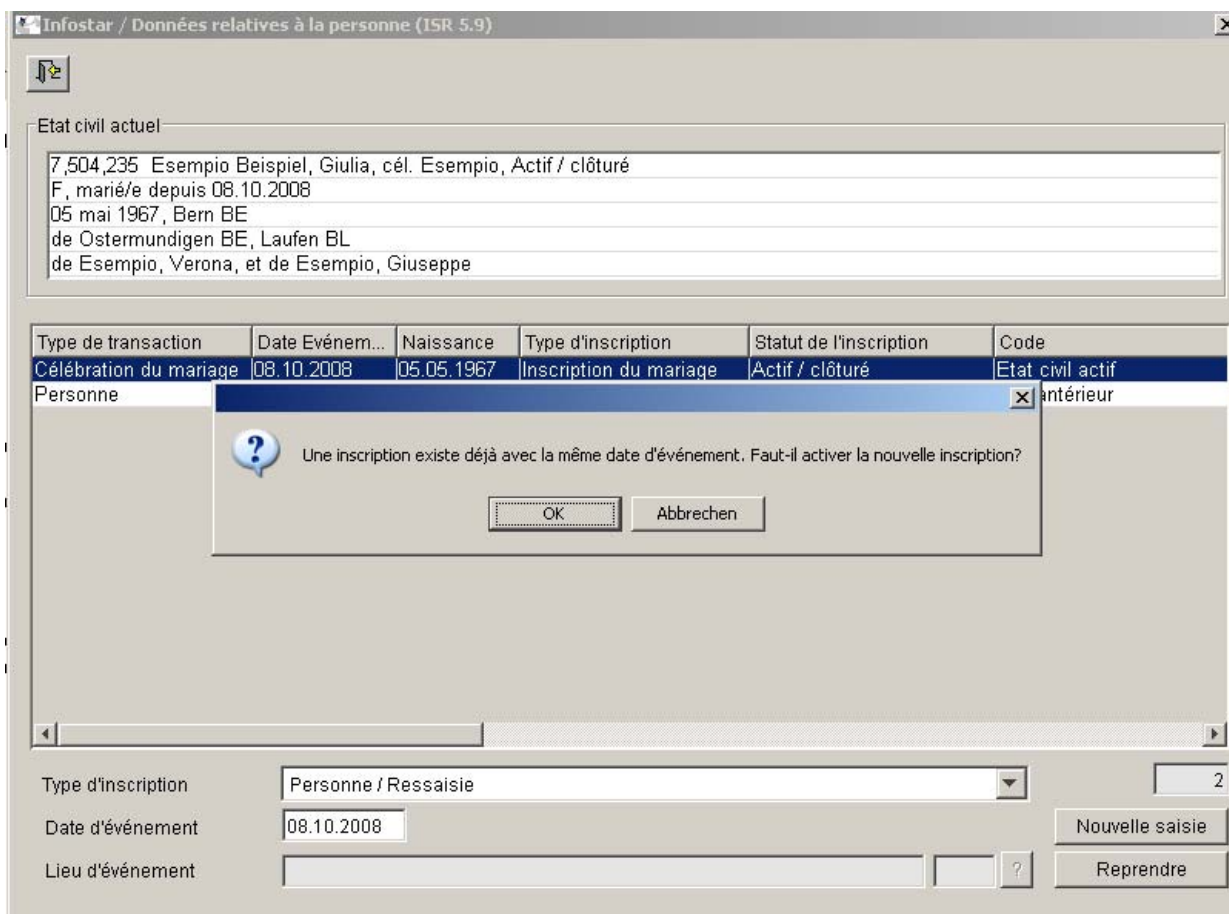 Infostar / Données relatives à la personne (ISR 5.9)
Etat civil actuel
7,504,235 Esempio Beispiel, Giulia, cél. Esempio, Actif / clôturé
F, marié/e depuis 08.10.2008
05 mai 1967, Bern BE
de Ostermundigen BE, Laufen BL
de Esempio, Verona, et de Esempio, Giuseppe
Type de transaction Date Evénem... Naissance Type d'inscription Statut de l'inscription Code
Célébration du mariage 08.10.2008 05.05.1967 Inscription du mariage Actif / clôturé Etat civil actif
Personne antérieur
Une inscription existe déjà avec la même date d'événement. Faut-il activer la nouvelle inscription?
OK Abbrechen
Type d'inscription Personne / Ressaisie 2
Date d'événement 08.10.2008 Nouvelle saisie
Lieu d'événement ? Reprendre